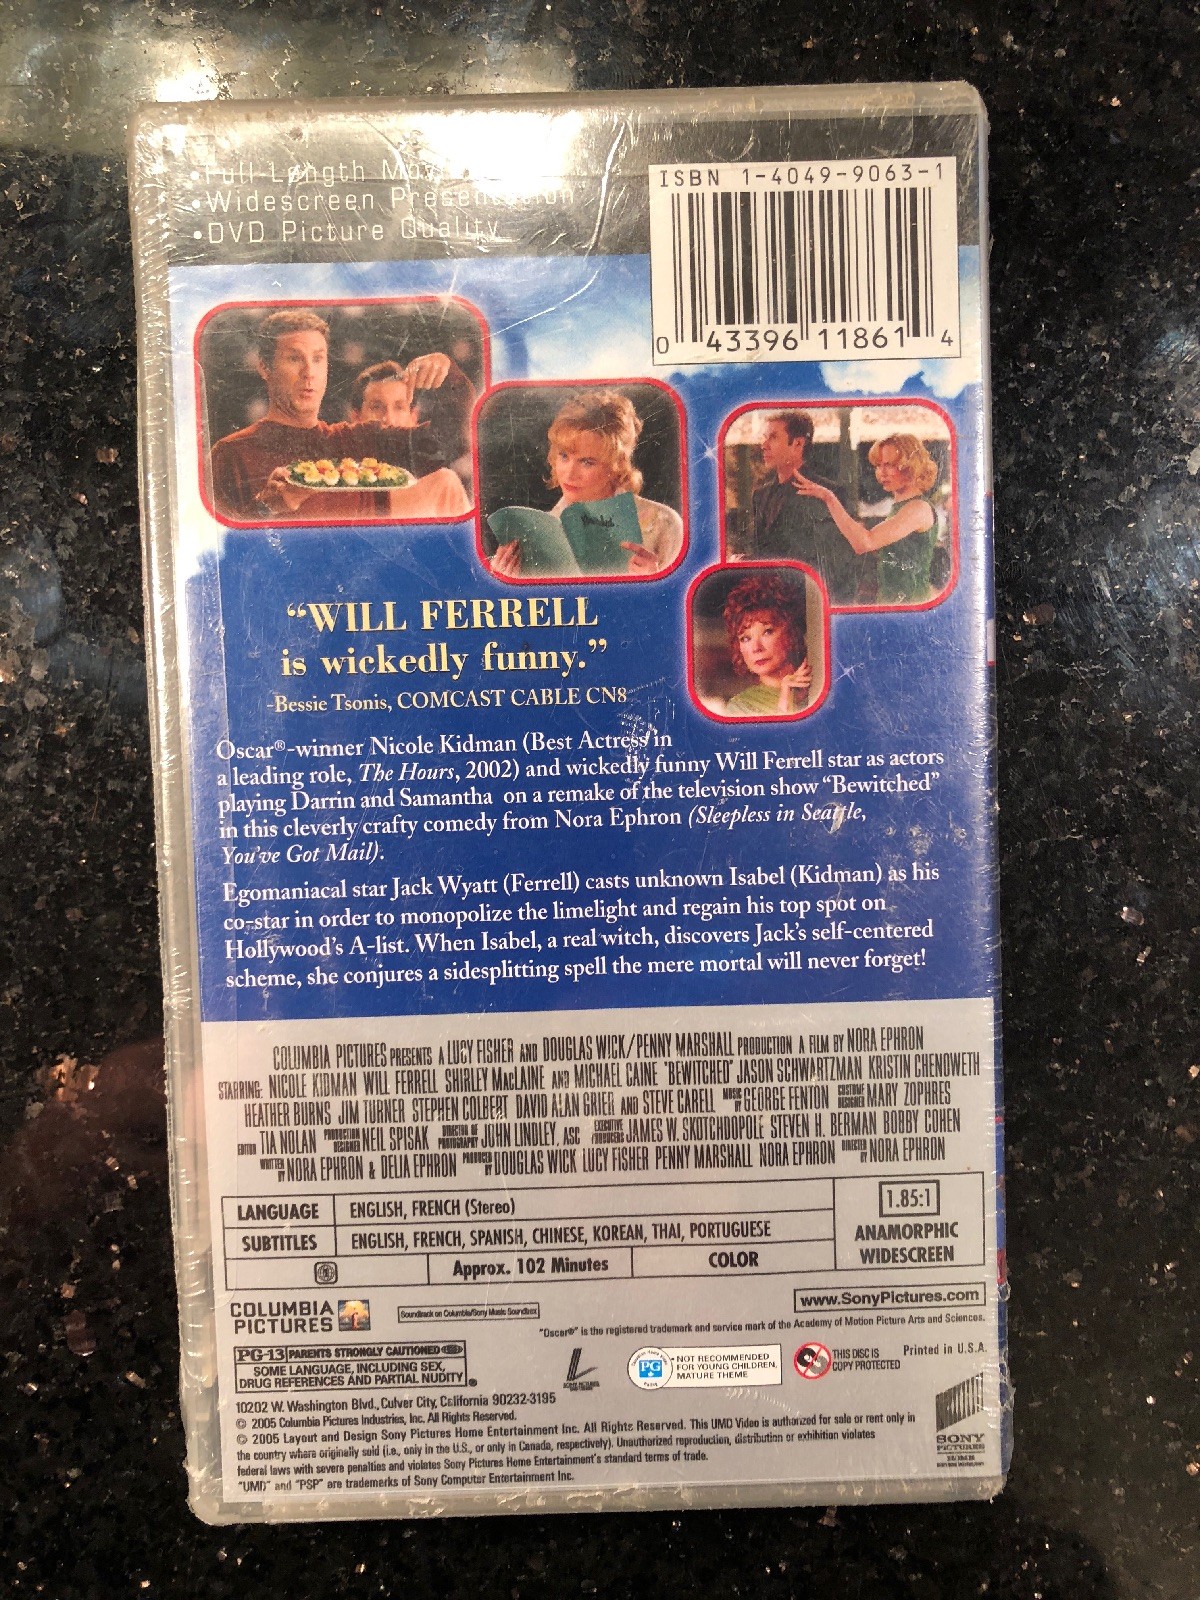 •Full-Length Movie
•Widescreen Presentation
•DVD Picture Quality
ISBN 1-4049-9063-1
0 43396 11861 4
Bewitched
“WILL FERRELL
is wickedly funny.”
-Bessie Tsonis, COMCAST CABLE CN8
Oscar®-winner Nicole Kidman (Best Actress in
a leading role, The Hours, 2002) and wickedly funny Will Ferrell star as actors
playing Darrin and Samantha on a remake of the television show “Bewitched”
in this cleverly crafty comedy from Nora Ephron (Sleepless in Seattle,
You’ve Got Mail).
Egomaniacal star Jack Wyatt (Ferrell) casts unknown Isabel (Kidman) as his
co-star in order to monopolize the limelight and regain his top spot on
Hollywood’s A-list. When Isabel, a real witch, discovers Jack’s self-centered
scheme, she conjures a sidesplitting spell the mere mortal will never forget!
COLUMBIA PICTURES PRESENTS A LUCY FISHER AND DOUGLAS WICK/PENNY MARSHALL PRODUCTION A FILM BY NORA EPHRON
STARRING: NICOLE KIDMAN WILL FERRELL SHIRLEY MacLAINE AND MICHAEL CAINE "BEWITCHED" JASON SCHWARTZMAN KRISTIN CHENOWETH
HEATHER BURNS JIM TURNER STEPHEN COLBERT DAVID ALAN GRIER AND STEVE CARELL MUSIC BY GEORGE FENTON COSTUME DESIGNER MARY ZOPHRES
EDITOR TIA NOLAN PRODUCTION DESIGNER NEIL SPISAK DIRECTOR OF PHOTOGRAPHY JOHN LINDLEY, ASC EXECUTIVE PRODUCERS JAMES W. SKOTCHDOPOLE STEVEN H. BERMAN BOBBY COHEN
WRITTEN BY NORA EPHRON & DELIA EPHRON PRODUCED BY DOUGLAS WICK LUCY FISHER PENNY MARSHALL NORA EPHRON DIRECTED BY NORA EPHRON
LANGUAGE ENGLISH, FRENCH (Stereo)
SUBTITLES ENGLISH, FRENCH, SPANISH, CHINESE, KOREAN, THAI, PORTUGUESE
Approx. 102 Minutes COLOR
1.85:1
ANAMORPHIC
WIDESCREEN
COLUMBIA
PICTURES
Soundtrack on Columbia/Sony Music Soundtrax
www.SonyPictures.com
"Oscar®" is the registered trademark and service mark of the Academy of Motion Picture Arts and Sciences.
PG-13 PARENTS STRONGLY CAUTIONED
SOME LANGUAGE, INCLUDING SEX,
DRUG REFERENCES AND PARTIAL NUDITY
PG
NOT RECOMMENDED
FOR YOUNG CHILDREN,
MATURE THEME
THIS DISC IS
COPY PROTECTED
Printed in U.S.A.
10202 W. Washington Blvd., Culver City, California 90232-3195
© 2005 Columbia Pictures Industries, Inc. All Rights Reserved.
© 2005 Layout and Design Sony Pictures Home Entertainment Inc. All Rights Reserved. This UMD Video is authorized for sale or rent only in
the country where originally sold (i.e., only in the U.S., or only in Canada, respectively). Unauthorized reproduction, distribution or exhibition violates
federal laws with severe penalties and violates Sony Pictures Home Entertainment's standard terms of trade.
"UMD" and "PSP" are trademarks of Sony Computer Entertainment Inc.
SONY
PICTURES